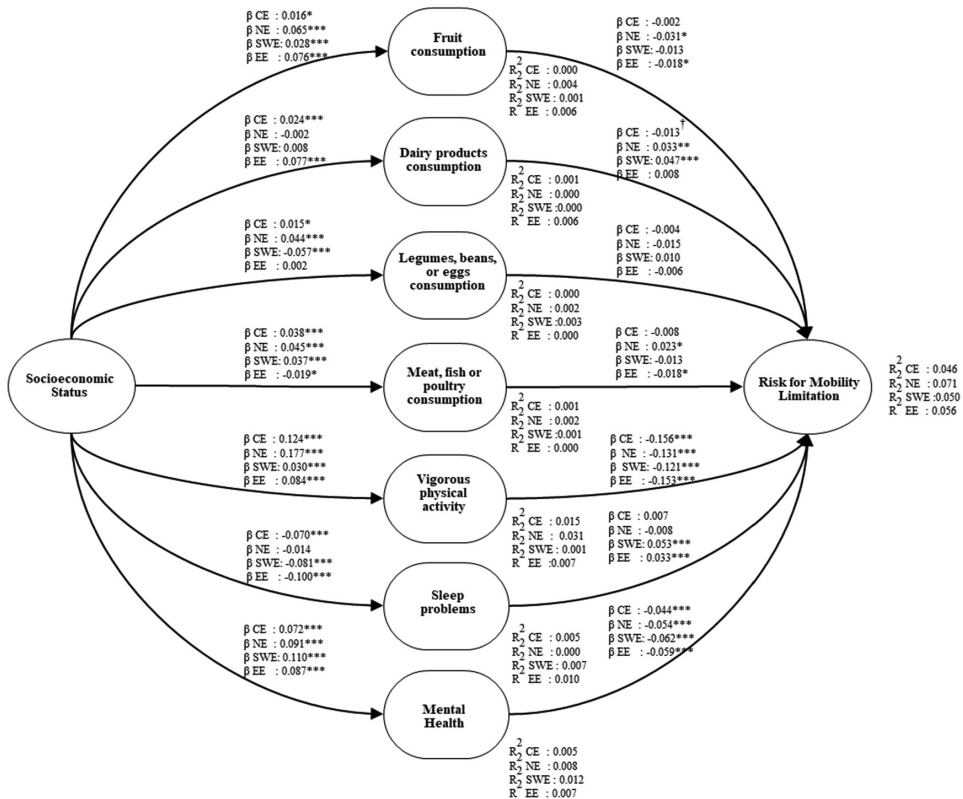 β CE : 0.016*
β NE : 0.065***
β SWE: 0.028***
β EE : 0.076***
Fruit
consumption
β CE : -0.002
β NE : -0.031*
β SWE: -0.013
β EE : -0.018*
R2 CE : 0.000
R2 NE : 0.004
R2 SWE : 0.001
R2 EE : 0.006
β CE : 0.024***
β NE : -0.002
β SWE: 0.008
β EE : 0.077***
Dairy products
consumption
β CE : -0.013†
β NE : 0.033**
β SWE: 0.047***
β EE : 0.008
R2 CE : 0.001
R2 NE : 0.000
R2 SWE :0.000
R2 EE : 0.006
β CE : 0.015*
β NE : 0.044***
β SWE: -0.057***
β EE : 0.002
Legumes, beans,
or eggs
consumption
β CE : -0.004
β NE : -0.015
β SWE: 0.010
β EE : -0.006
R2 CE : 0.000
R2 NE : 0.002
R2 SWE :0.003
R2 EE : 0.000
β CE : 0.038***
β NE : 0.045***
β SWE: 0.037***
β EE : -0.019*
Socioeconomic
Status
Meat, fish or
poultry
consumption
β CE : -0.008
β NE : 0.023*
β SWE: -0.013
β EE : -0.018*
Risk for Mobility
Limitation
R2 CE : 0.046
R2 NE : 0.071
R2 SWE :0.050
R2 EE : 0.056
R2 CE : 0.001
R2 NE : 0.002
R2 SWE :0.001
R2 EE : 0.000
β CE : 0.124***
β NE : 0.177***
β SWE: 0.030***
β EE : 0.084***
Vigorous
physical
activity
β CE : -0.156***
β NE : -0.131***
β SWE: -0.121***
β EE : -0.153***
R2 CE : 0.015
R2 NE : 0.031
R2 SWE : 0.001
R2 EE :0.007
β CE : -0.070***
β NE : -0.014
β SWE: -0.081***
β EE : -0.100***
Sleep
problems
β CE : 0.007
β NE : -0.008
β SWE: 0.053***
β EE : 0.033***
R2 CE : 0.005
R2 NE : 0.000
R2 SWE : 0.007
R2 EE : 0.010
β CE : 0.072***
β NE : 0.091***
β SWE: 0.110***
β EE : 0.087***
Mental
Health
β CE : -0.044***
β NE : -0.054***
β SWE: -0.062***
β EE : -0.059***
R2 CE : 0.005
R2 NE : 0.008
R2 SWE : 0.012
R2 EE : 0.007